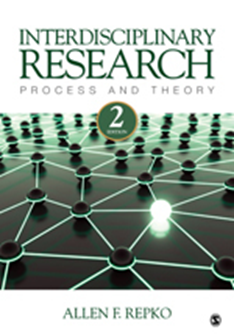 INTERDISCIPLINARY
RESEARCH
PROCESS AND THEORY
2
EDITION
ALLEN F. REPKO